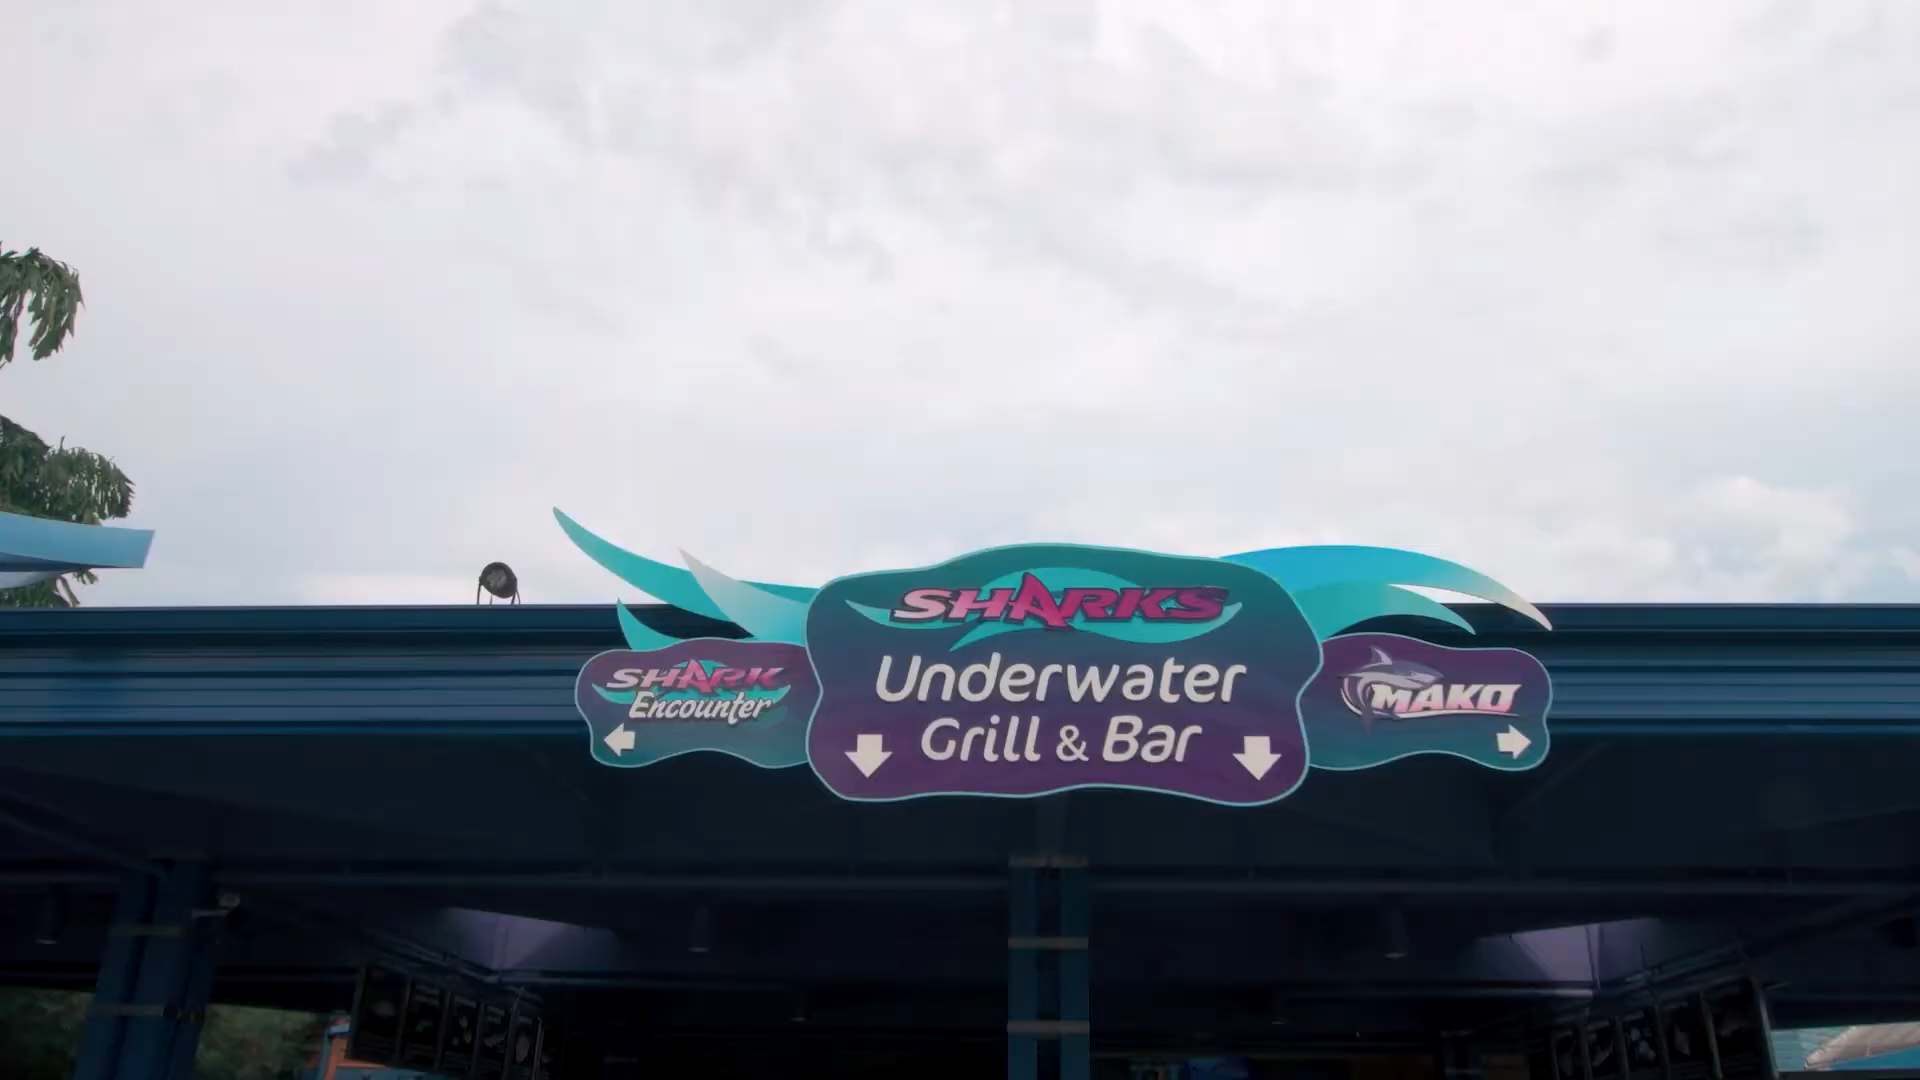 SHARKS
Underwater
Grill & Bar
SHARK
Encounter
MAKO